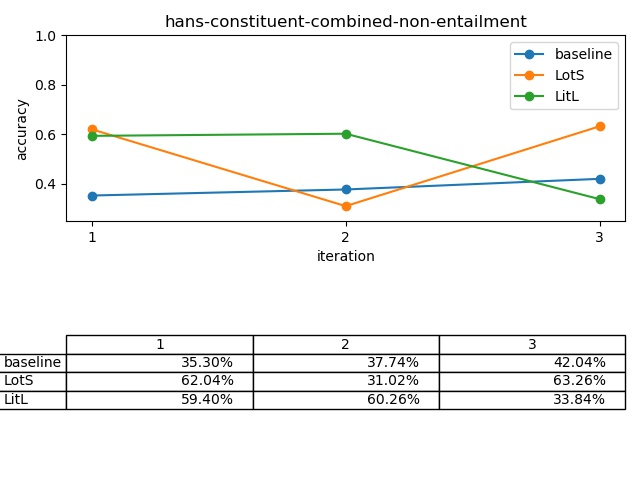 hans-constituent-combined-non-entailment
1.0
0.8
0.6
0.4
accuracy
baseline
LotS
LitL
1 2 3
iteration
1 2 3
baseline 35.30% 37.74% 42.04%
LotS 62.04% 31.02% 63.26%
LitL 59.40% 60.26% 33.84%